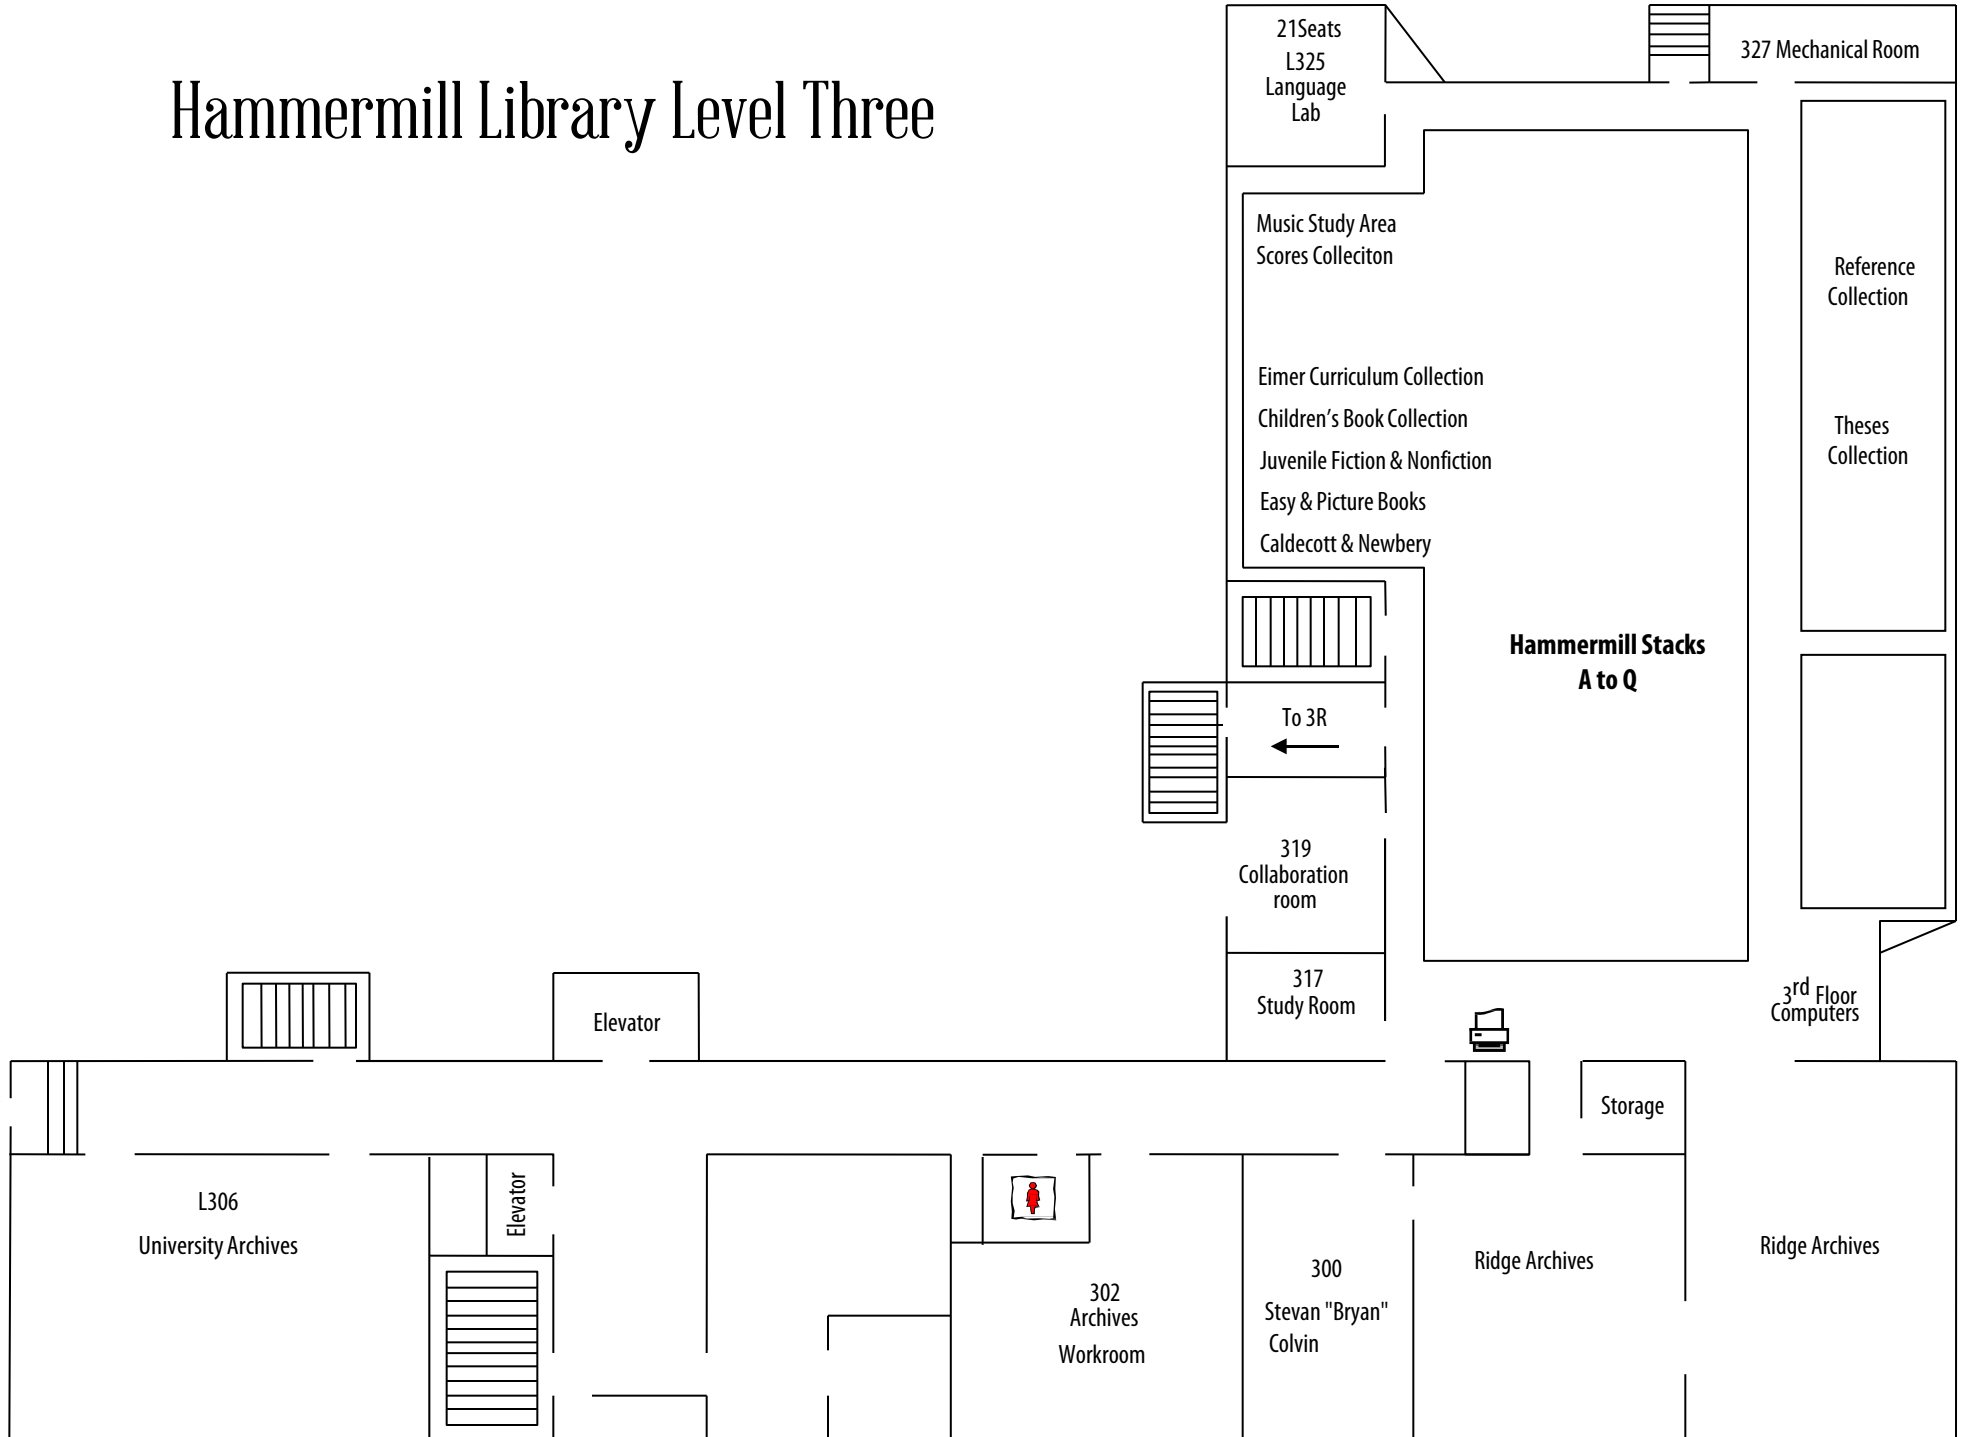 Hammermill Library Level Three
21Seats
L325
Language
Lab
327 Mechanical Room
Music Study Area
Scores Colleciton
Reference
Collection
Eimer Curriculum Collection
Children's Book Collection
Juvenile Fiction & Nonfiction
Easy & Picture Books
Caldecott & Newbery
Theses
Collection
Hammermill Stacks
A to Q
To 3R
319
Collaboration
room
317
Study Room
3rd Floor
Computers
Elevator
Storage
L306
University Archives
Elevator
302
Archives
Workroom
300
Stevan "Bryan"
Colvin
Ridge Archives
Ridge Archives